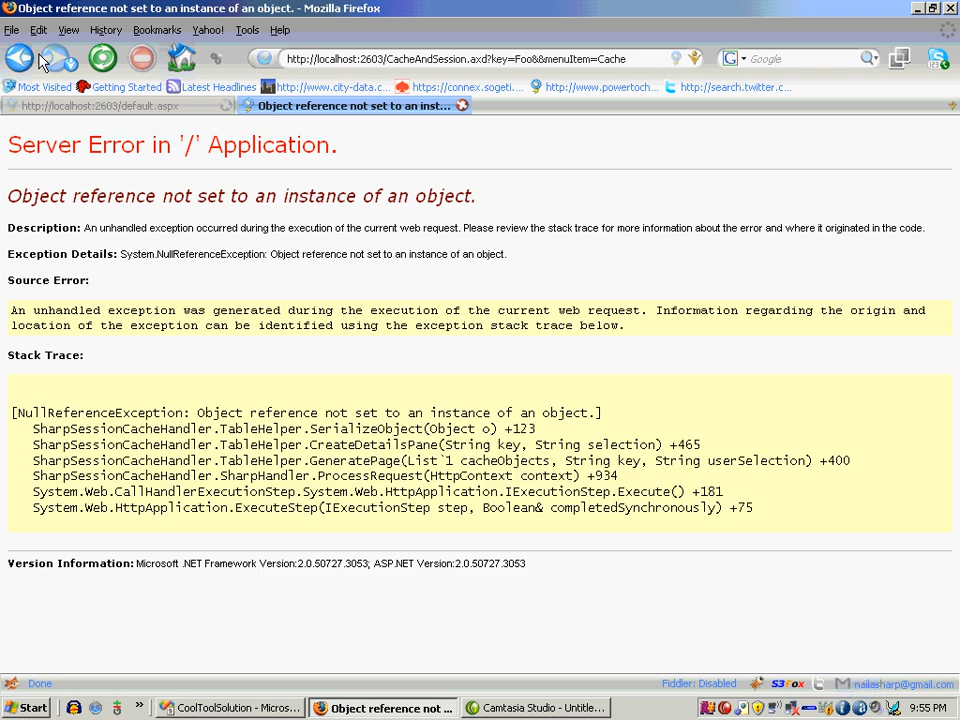 Object reference not set to an instance of an object. - Mozilla Firefox
File Edit View History Bookmarks Yahoo! Tools Help
http://localhost:2603/CacheAndSession.axd?key=Foo&&menuItem=Cache
Google
Most Visited Getting Started Latest Headlines http://www.city-data.c... https://connex.sogeti.... http://www.powertoch... http://search.twitter.c...
http://localhost:2603/default.aspx Object reference not set to an inst...
Server Error in '/' Application.
Object reference not set to an instance of an object.
Description: An unhandled exception occurred during the execution of the current web request. Please review the stack trace for more information about the error and where it originated in the code.
Exception Details: System.NullReferenceException: Object reference not set to an instance of an object.
Source Error:
An unhandled exception was generated during the execution of the current web request. Information regarding the origin and
location of the exception can be identified using the exception stack trace below.
Stack Trace:
[NullReferenceException: Object reference not set to an instance of an object.]
SharpSessionCacheHandler.TableHelper.SerializeObject(Object o) +123
SharpSessionCacheHandler.TableHelper.CreateDetailsPane(String key, String selection) +465
SharpSessionCacheHandler.TableHelper.GeneratePage(List`1 cacheObjects, String key, String userSelection) +400
SharpSessionCacheHandler.SharpHandler.ProcessRequest(HttpContext context) +934
System.Web.CallHandlerExecutionStep.System.Web.HttpApplication.IExecutionStep.Execute() +181
System.Web.HttpApplication.ExecuteStep(IExecutionStep step, Boolean& completedSynchronously) +75
Version Information: Microsoft .NET Framework Version:2.0.50727.3053; ASP.NET Version:2.0.50727.3053
Done Fiddler: Disabled S3Fox nailasharp@gmail.com
Start » CoolToolSolution - Micros... Object reference not ... Camtasia Studio - Untitle... 9:55 PM